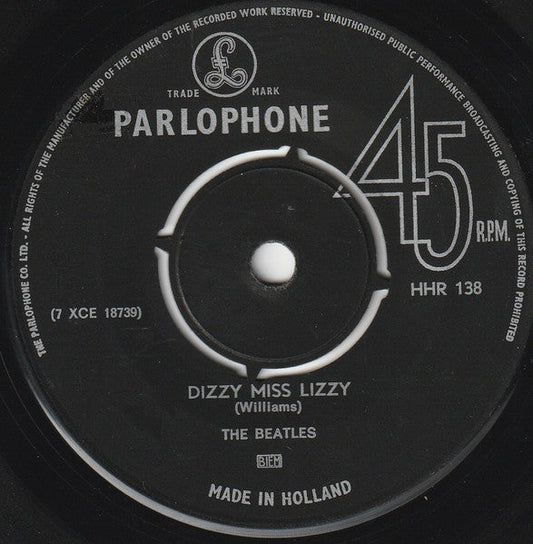 THE PARLOPHONE CO. LTD. - ALL RIGHTS OF THE MANUFACTURER AND OF THE OWNER OF THE RECORDED WORK RESERVED - UNAUTHORISED PUBLIC PERFORMANCE BROADCASTING AND COPYING OF THIS RECORD PROHIBITED
£
TRADE MARK
PARLOPHONE
45
R.P.M.
HHR 138
(7 XCE 18739)
DIZZY MISS LIZZY
(Williams)
THE BEATLES
BIEM
MADE IN HOLLAND